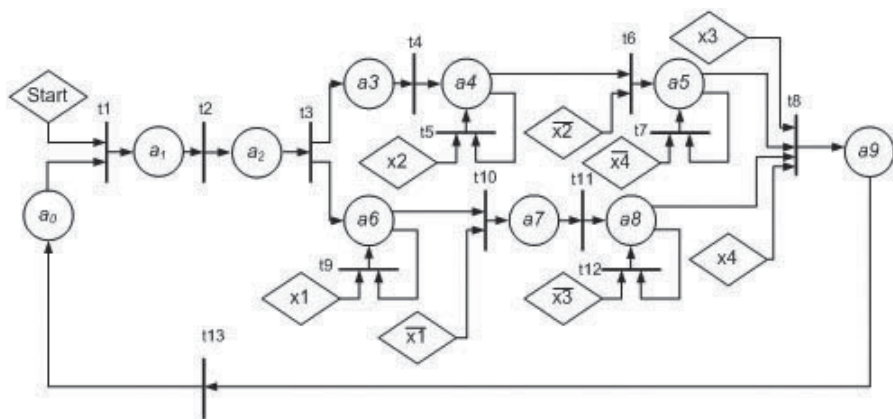 Start
t1
t2
t3
t4
t6
x3
t8
a3
a4
a5
a9
a₁
a₂
a₀
t5
x2
x̅2̅
t7
x̅4̅
t10
t11
a6
a7
a8
t9
x1
x̅1̅
t12
x̅3̅
x4
t13